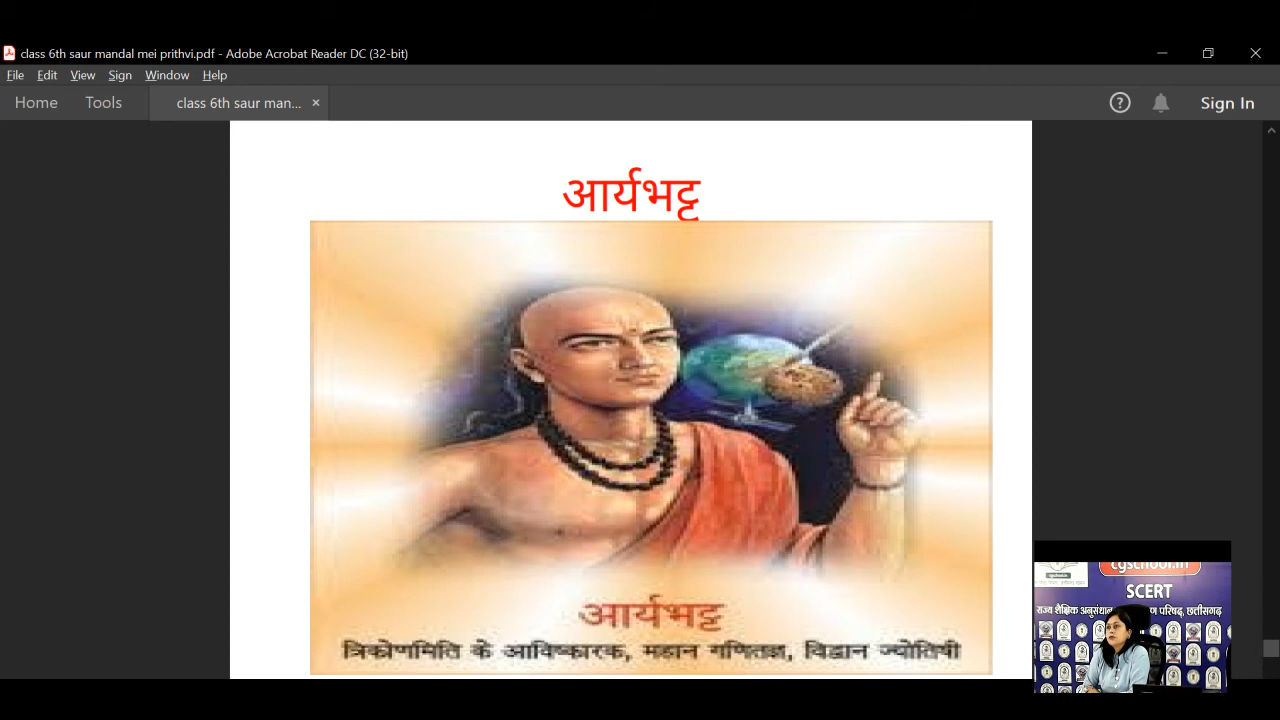 class 6th saur mandal mei prithvi.pdf - Adobe Acrobat Reader DC (32-bit)
File Edit View Sign Window Help
Home Tools class 6th saur man... × ? Sign In
आर्यभट्ट
आर्यभट्ट
त्रिकोणमिति के आविष्कारक, महान गणितज्ञ, विद्वान ज्योतिषी
cgschool.in
SCERT
राज्य शैक्षिक अनुसंधान परिषद्, छत्तीसगढ़